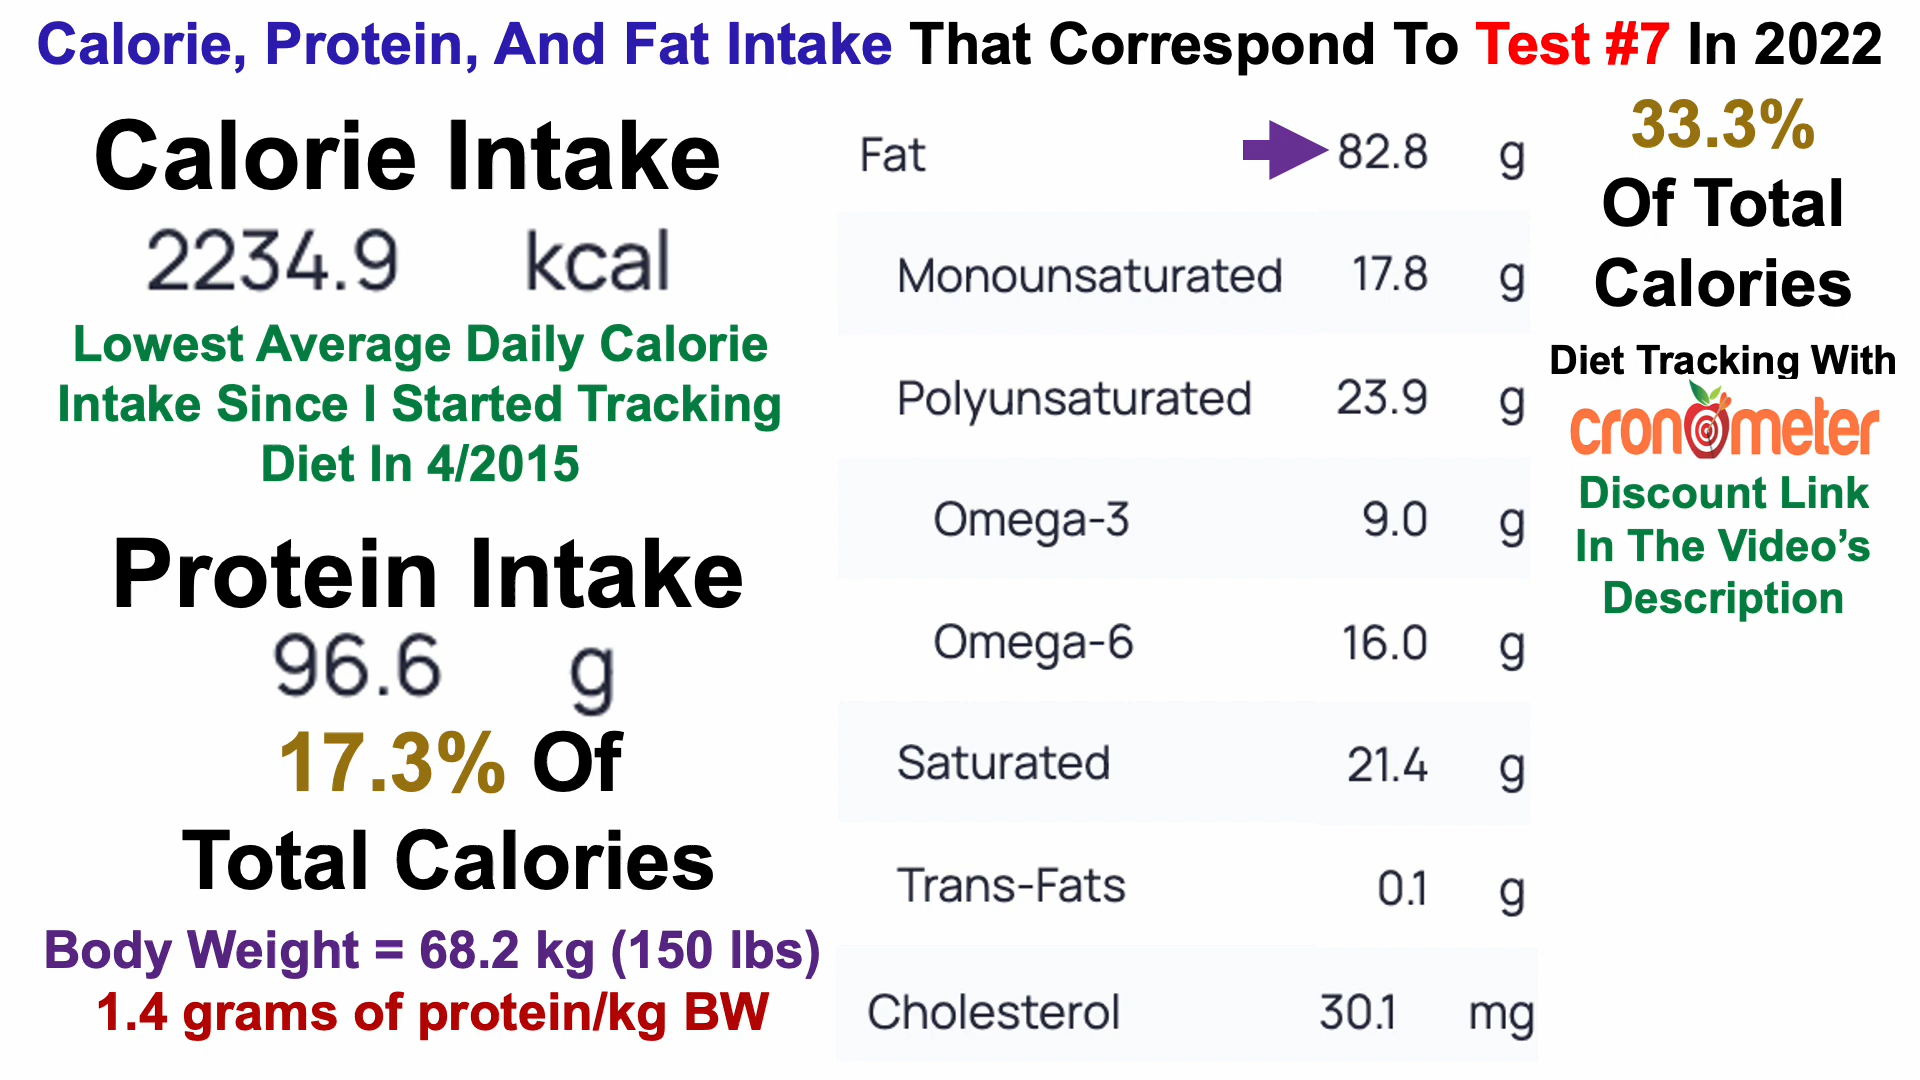 Calorie, Protein, And Fat Intake That Correspond To Test #7 In 2022
Calorie Intake
2234.9 kcal
Lowest Average Daily Calorie
Intake Since I Started Tracking
Diet In 4/2015
Protein Intake
96.6 g
17.3% Of
Total Calories
Body Weight = 68.2 kg (150 lbs)
1.4 grams of protein/kg BW
Fat 82.8 g
Monounsaturated 17.8 g
Polyunsaturated 23.9 g
Omega-3 9.0 g
Omega-6 16.0 g
Saturated 21.4 g
Trans-Fats 0.1 g
Cholesterol 30.1 mg
33.3%
Of Total
Calories
Diet Tracking With
cronometer
Discount Link
In The Video’s
Description